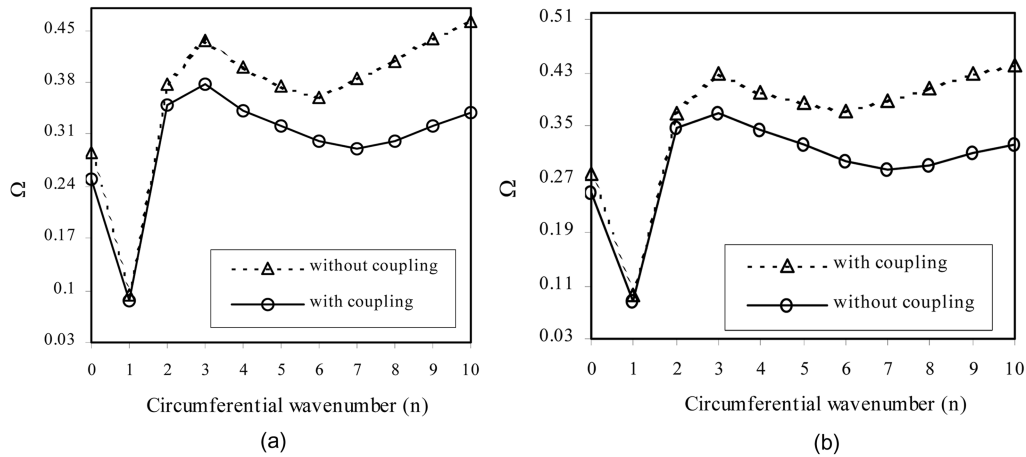 0.45
0.38
0.31
0.24
0.17
0.1
0.03
Ω
without coupling
with coupling
0 1 2 3 4 5 6 7 8 9 10
Circumferential wavenumber (n)
(a)
0.51
0.43
0.35
0.27
0.19
0.11
0.03
Ω
with coupling
without coupling
0 1 2 3 4 5 6 7 8 9 10
Circumferential wavenumber (n)
(b)